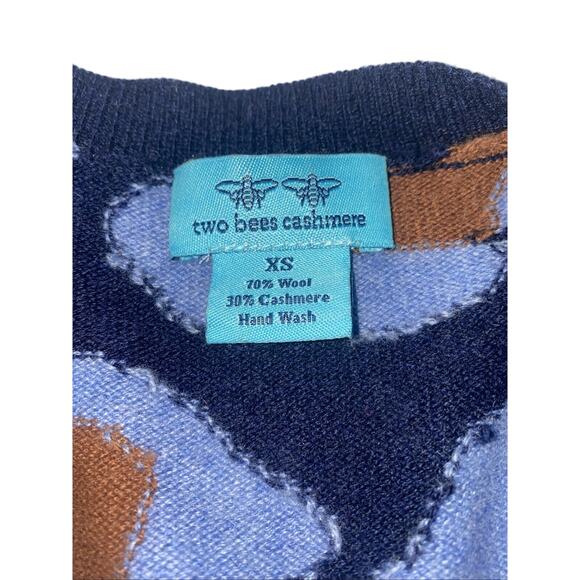 two bees cashmere
XS
70% Wool
30% Cashmere
Hand Wash